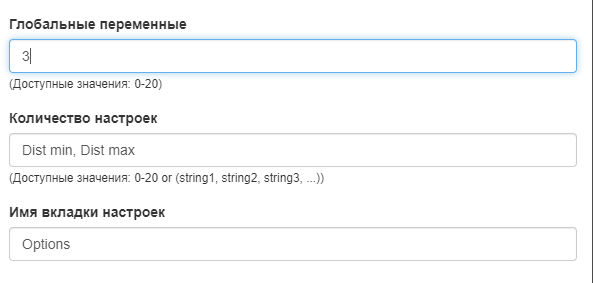 Глобальные переменные
3
(Доступные значения: 0-20)
Количество настроек
Dist min, Dist max
(Доступные значения: 0-20 or (string1, string2, string3, ...))
Имя вкладки настроек
Options